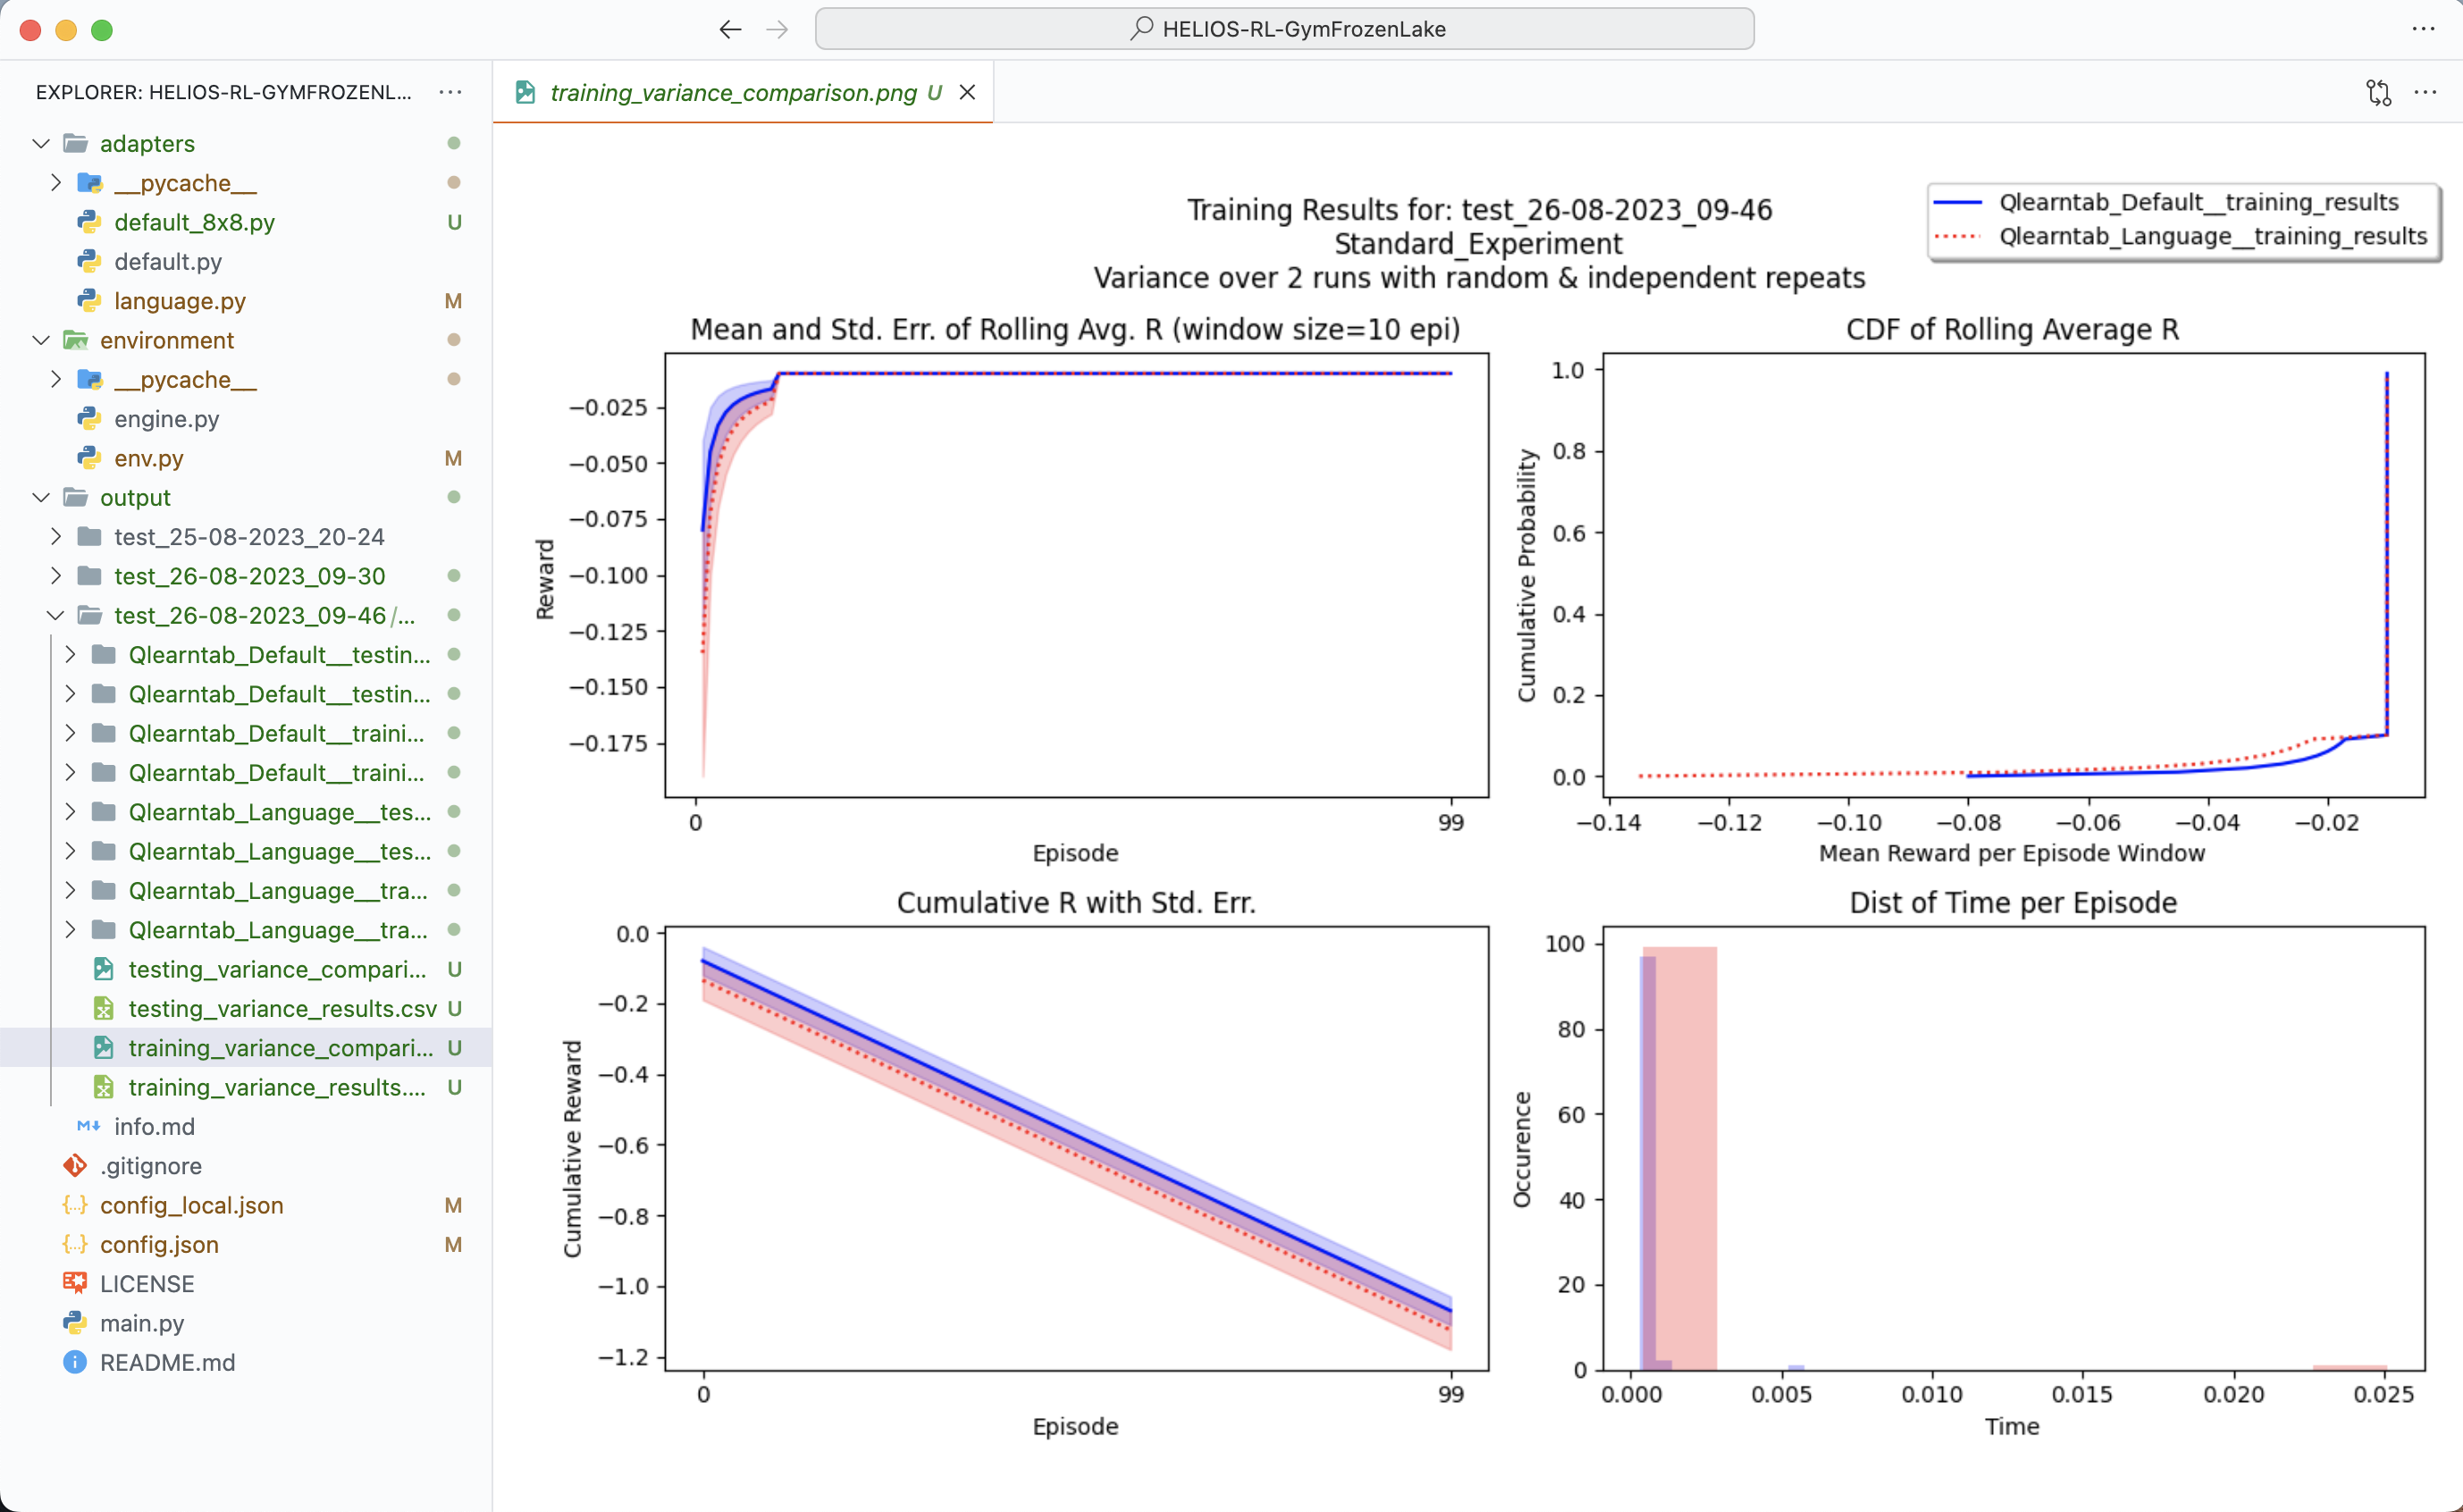 HELIOS-RL-GymFrozenLake
EXPLORER: HELIOS-RL-GYMFROZENL...
adapters
__pycache__
default_8x8.py U
default.py
language.py M
environment
__pycache__
engine.py
env.py M
output
test_25-08-2023_20-24
test_26-08-2023_09-30
test_26-08-2023_09-46/...
Qlearntab_Default__testin...
Qlearntab_Default__testin...
Qlearntab_Default__traini...
Qlearntab_Default__traini...
Qlearntab_Language__tes...
Qlearntab_Language__tes...
Qlearntab_Language__tra...
Qlearntab_Language__tra...
testing_variance_compari... U
testing_variance_results.csv U
training_variance_compari... U
training_variance_results.... U
info.md
.gitignore
config_local.json M
config.json M
LICENSE
main.py
README.md
training_variance_comparison.png U
Training Results for: test_26-08-2023_09-46
Standard_Experiment
Variance over 2 runs with random & independent repeats
Qlearntab_Default__training_results
Qlearntab_Language__training_results
Mean and Std. Err. of Rolling Avg. R (window size=10 epi)
Reward
−0.025
−0.050
−0.075
−0.100
−0.125
−0.150
−0.175
0 99
Episode
CDF of Rolling Average R
Cumulative Probability
1.0
0.8
0.6
0.4
0.2
0.0
−0.14 −0.12 −0.10 −0.08 −0.06 −0.04 −0.02
Mean Reward per Episode Window
Cumulative R with Std. Err.
Cumulative Reward
0.0
−0.2
−0.4
−0.6
−0.8
−1.0
−1.2
0 99
Episode
Dist of Time per Episode
Occurence
100
80
60
40
20
0
0.000 0.005 0.010 0.015 0.020 0.025
Time